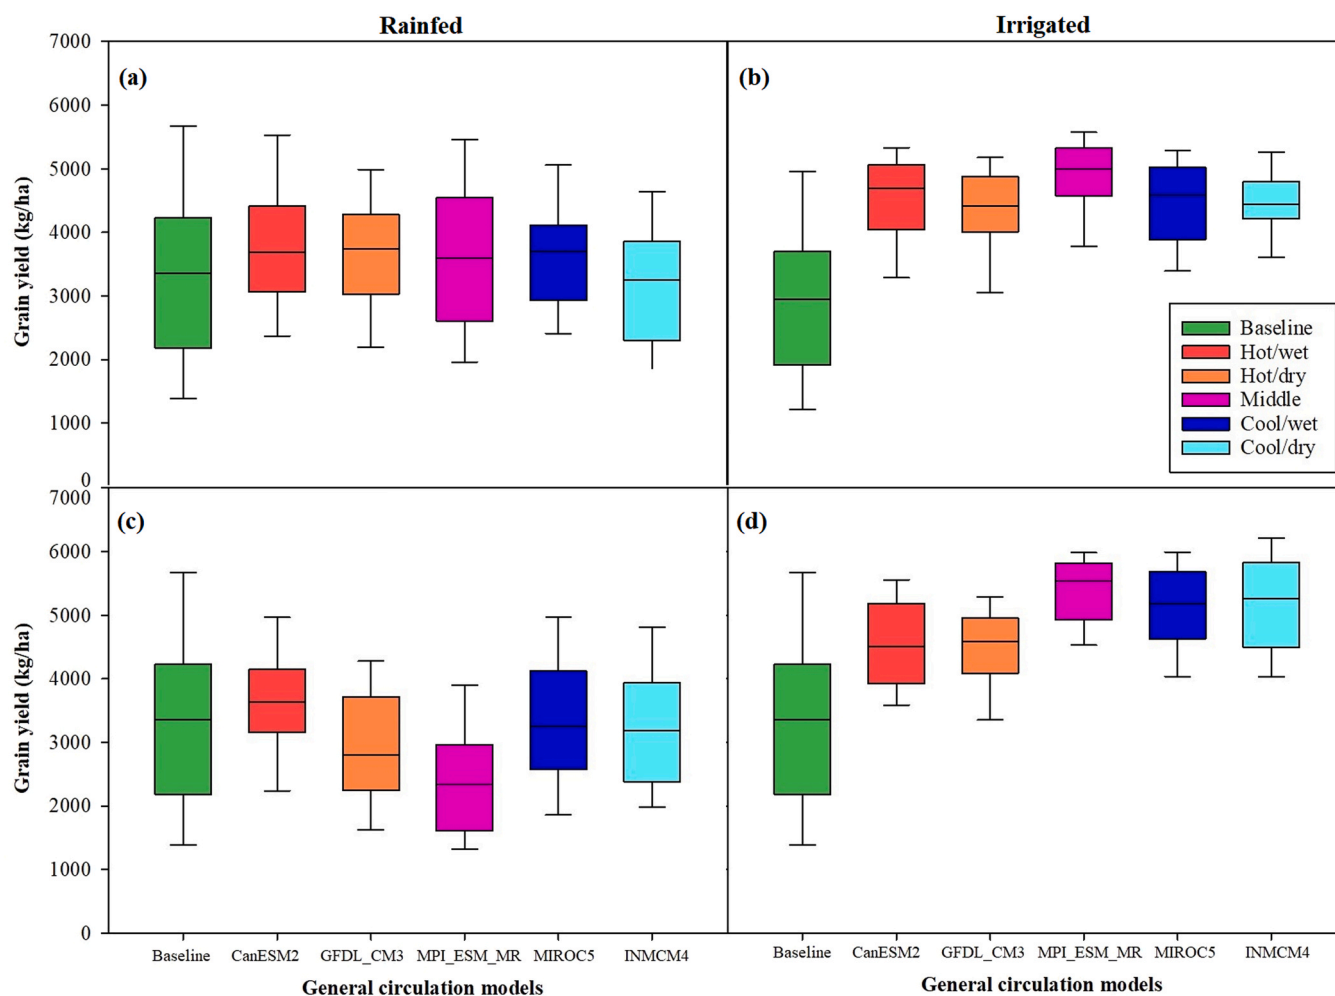 Rainfed
Irrigated
(a)
(b)
7000
6000
5000
4000
3000
2000
1000
0
Grain yield (kg/ha)
Baseline
Hot/wet
Hot/dry
Middle
Cool/wet
Cool/dry
(c)
(d)
7000
6000
5000
4000
3000
2000
1000
0
Grain yield (kg/ha)
Baseline CanESM2 GFDL_CM3 MPI_ESM_MR MIROC5 INMCM4
Baseline CanESM2 GFDL_CM3 MPI_ESM_MR MIROC5 INMCM4
General circulation models
General circulation models